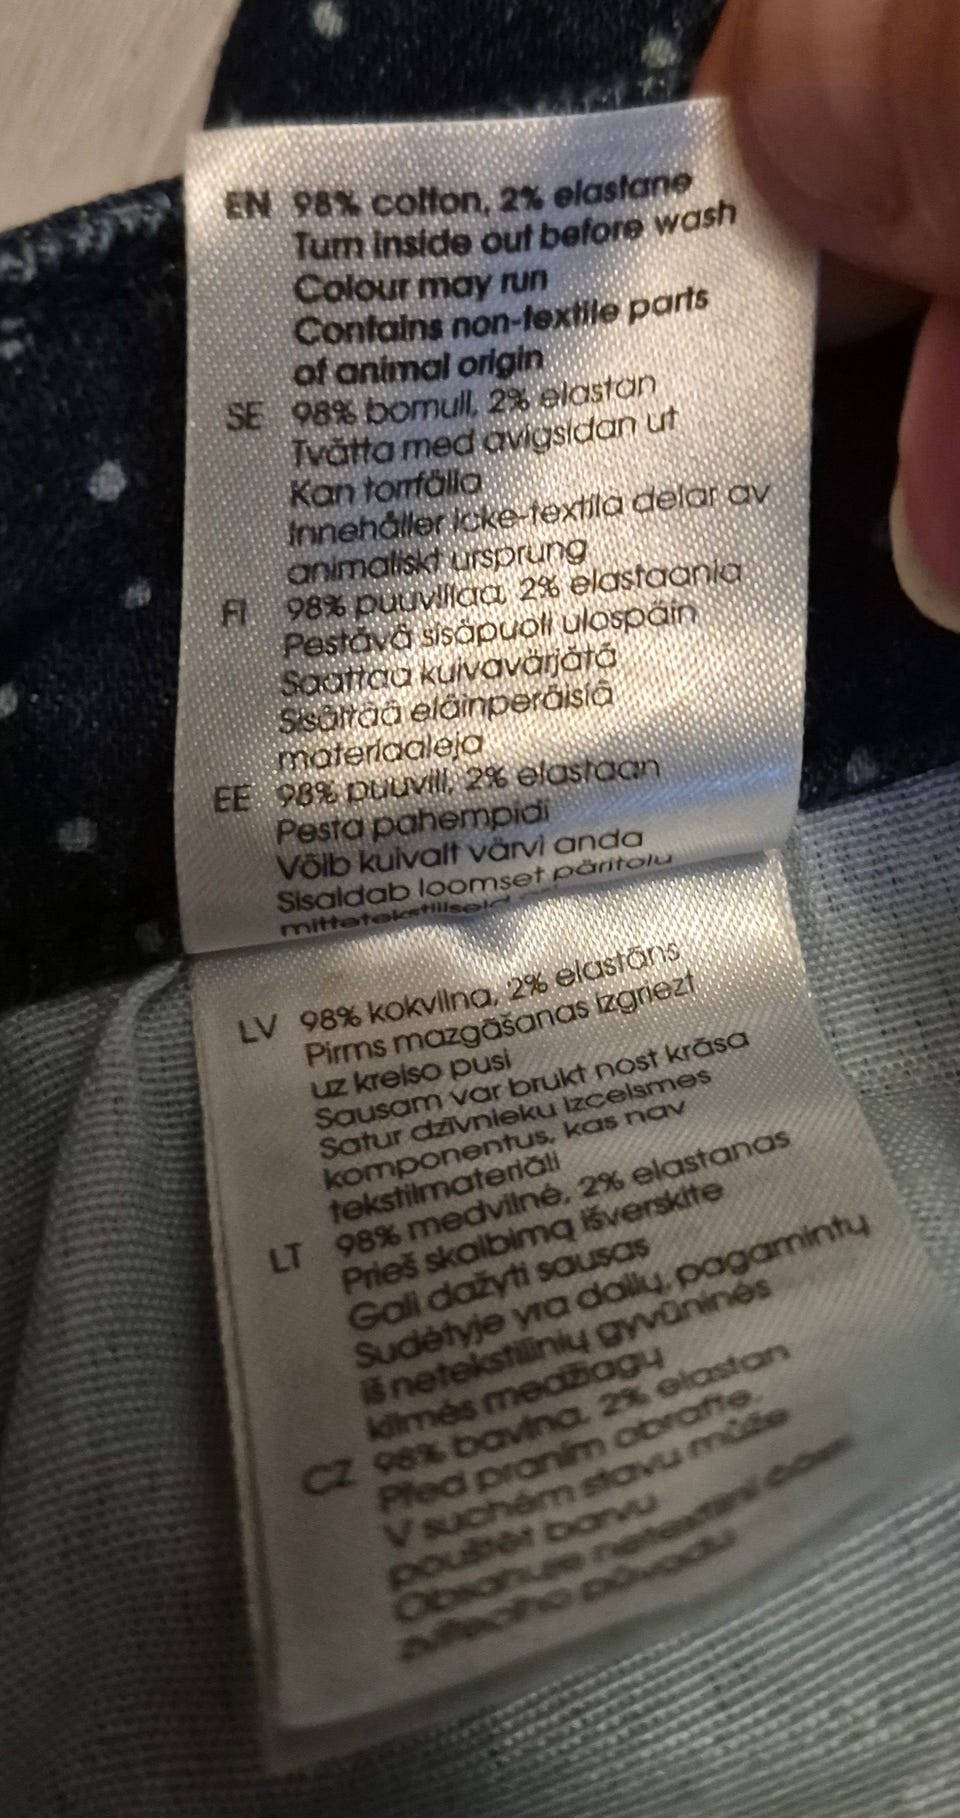 EN 98% cotton, 2% elastane
Turn inside out before wash
Colour may run
Contains non-textile parts
of animal origin
SE 98% bomull, 2% elastan
Tvätta med avigsidan ut
Kan torrfälla
Innehåller icke-textila delar av
animaliskt ursprung
FI 98% puuvillaa, 2% elastaania
Pestävä sisäpuoli ulospäin
Saattaa kuivavärjätä
Sisältää eläinperäisiä
materiaaleja
EE 98% puuvill, 2% elastaan
Pesta pahempidi
Võib kuivalt värvi anda
Sisaldab loomset päritolu
mittetekstiilseid
LV 98% kokvilna, 2% elastāns
Pirms mazgāšanas izgriezt
uz kreiso pusi
Sausam var brukt nost krāsa
Satur dzīvnieku izcelsmes
komponentus, kas nav
tekstilmateriāli
LT 98% medvilnė, 2% elastanas
Prieš skalbimą išverskite
Gali dažyti sausas
Sudėtyje yra dalių, pagamintų
iš netekstilinių gyvūninės
kilmės medžiagų
CZ 98% bavlna, 2% elastan
Před praním obraťte.
V suchém stavu může
pouštět barvu
Obsahuje netextilní části
zvířecího původu